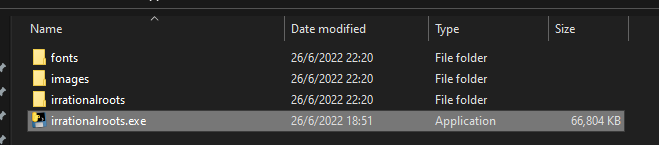 Name Date modified Type Size
fonts 26/6/2022 22:20 File folder
images 26/6/2022 22:20 File folder
irrationalroots 26/6/2022 22:20 File folder
irrationalroots.exe 26/6/2022 18:51 Application 66,804 KB